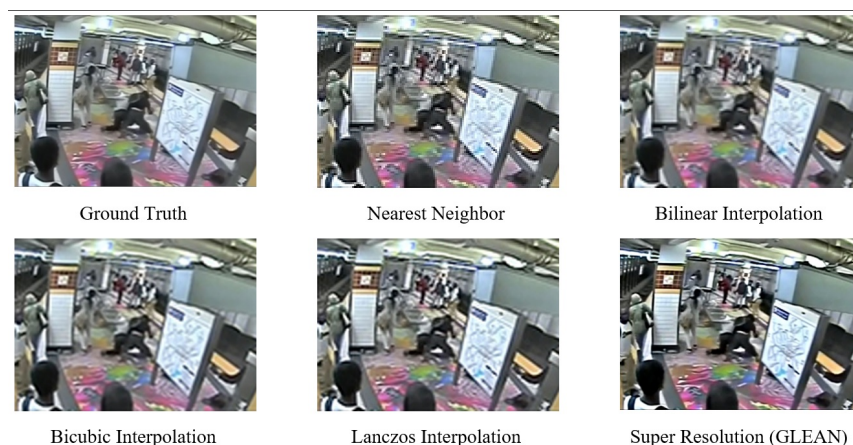 Ground Truth
Nearest Neighbor
Bilinear Interpolation
Bicubic Interpolation
Lanczos Interpolation
Super Resolution (GLEAN)